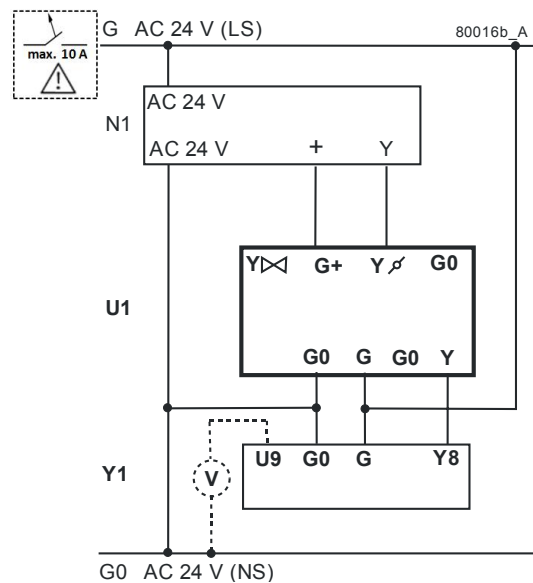 G AC 24 V (LS)
80016b_A
max. 10 A
AC 24 V
N1
AC 24 V + Y
Y G+ Y G0
U1
G0 G G0 Y
U9 G0 G Y8
Y1
V
G0 AC 24 V (NS)